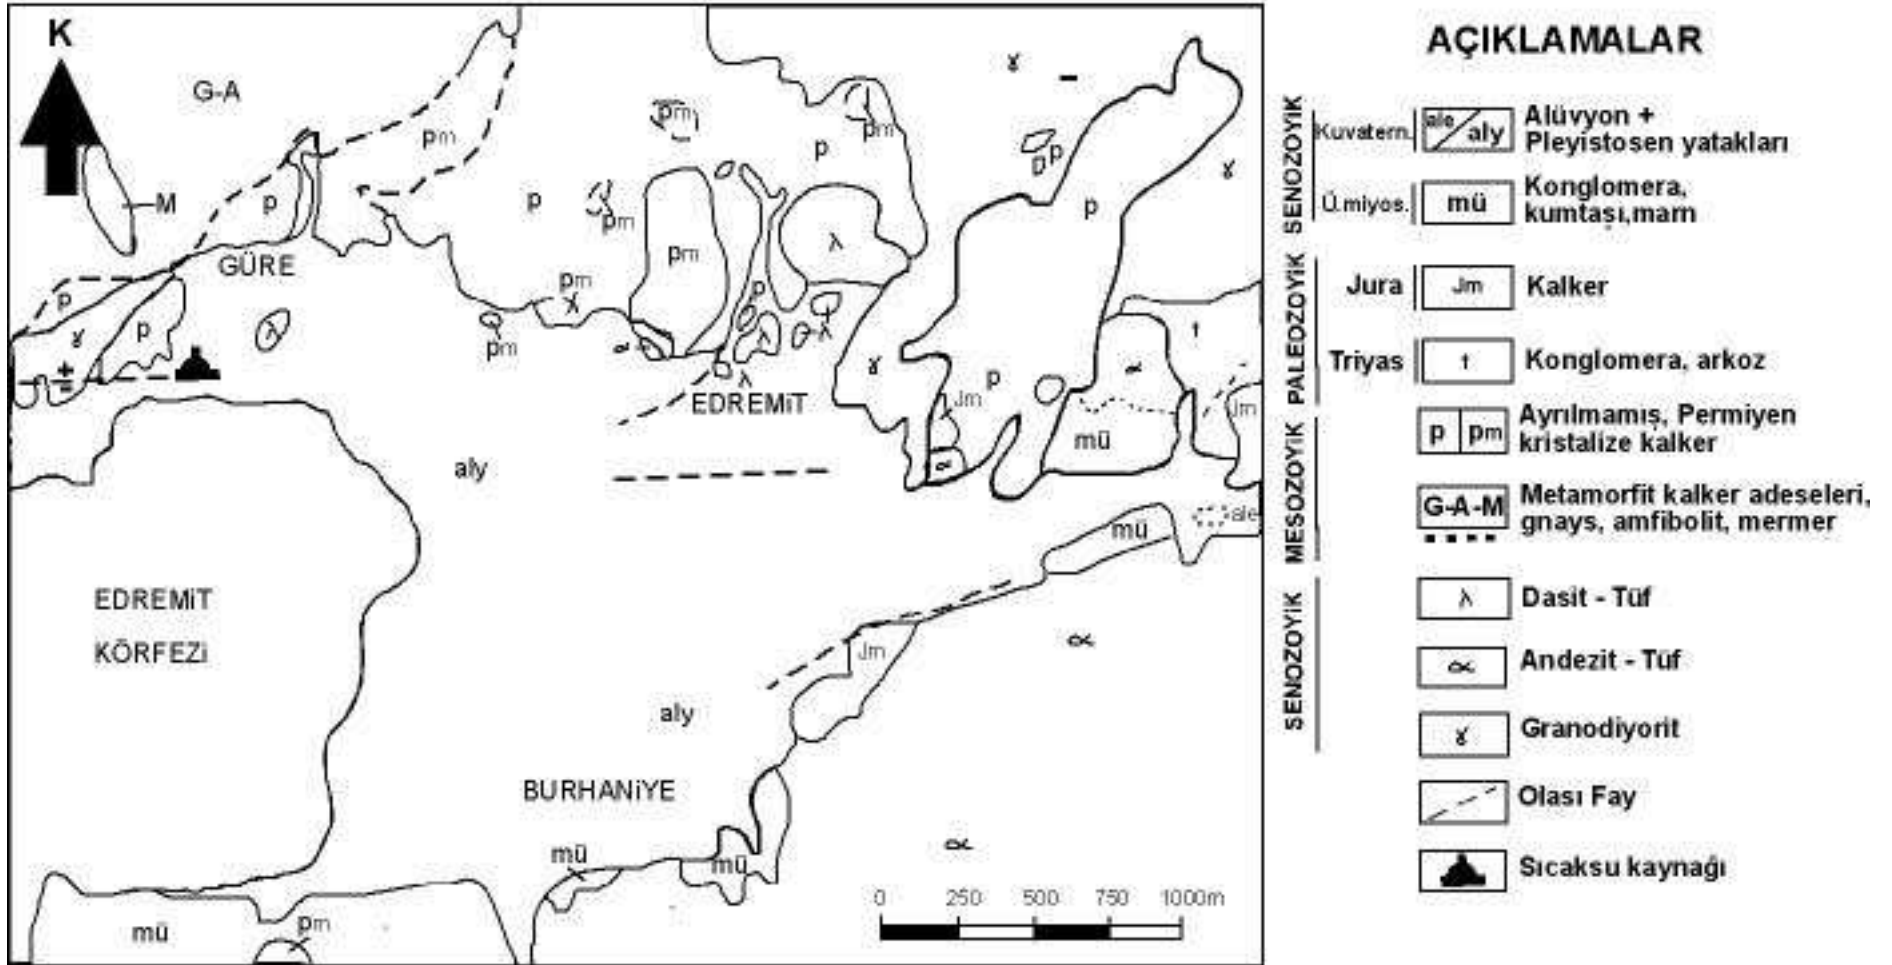 K
G-A
M
p
pm
pm
pm
p
p
pm
p
pm
pm
λ
p
GÜRE
p
ɣ
p
λ
pm
λ
pm
p
λ
λ
λ
EDREMİT
ɣ
ɣ
p
p
p
ɣ
p
Jm
t
Jm
mü
aly
ale
mü
EDREMİT
KÖRFEZİ
Jm
aly
BURHANİYE
mü
mü
mü
pm
0 250 500 750 1000m
AÇIKLAMALAR
SENOZOYİK
Kuvatern. ale/aly Alüvyon +
Pleyistosen yatakları
Ü.miyos. mü Konglomera,
kumtaşı,marn
PALEOZOYİK
Jura Jm Kalker
Triyas t Konglomera, arkoz
MESOZOYİK
p pm Ayrılmamış, Permiyen
kristalize kalker
G-A-M Metamorfit kalker adeseleri,
gnays, amfibolit, mermer
SENOZOYİK
λ Dasit - Tüf
α Andezit - Tüf
ɣ Granodiyorit
Olası Fay
Sıcaksu kaynağı